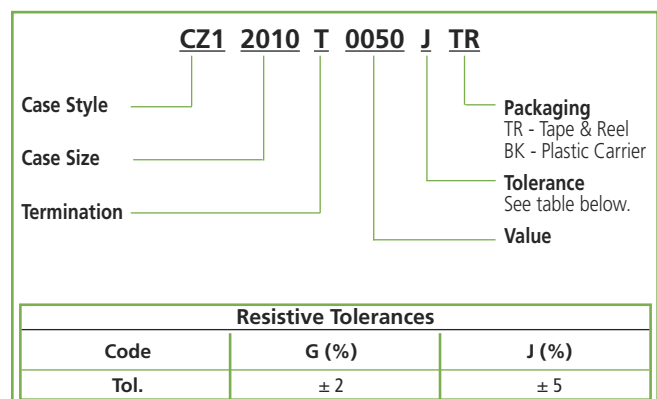 CZ1 2010 T 0050 J TR
Case Style
Case Size
Termination
Packaging
TR - Tape & Reel
BK - Plastic Carrier
Tolerance
See table below.
Value
Resistive Tolerances
Code G (%) J (%)
Tol. ± 2 ± 5